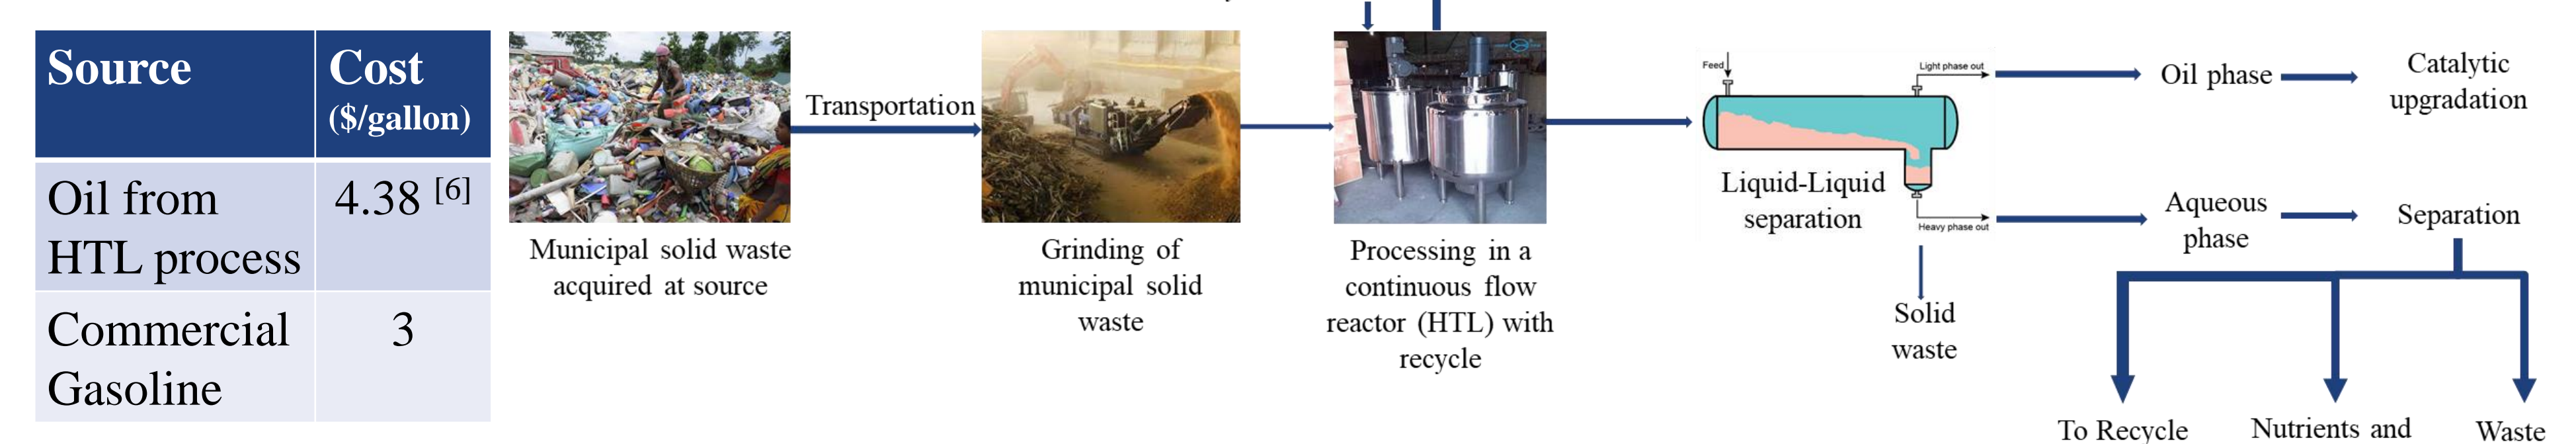 Source
Cost
($/gallon)
Oil from
HTL process
4.38 [6]
Commercial
Gasoline
3
Municipal solid waste
acquired at source
Transportation
Grinding of
municipal solid
waste
Processing in a
continuous flow
reactor (HTL) with
recycle
Feed
Light phase out
Liquid-Liquid
separation
Heavy phase out
Solid
waste
Oil phase
Catalytic
upgradation
Aqueous
phase
Separation
To Recycle
Nutrients and
Waste